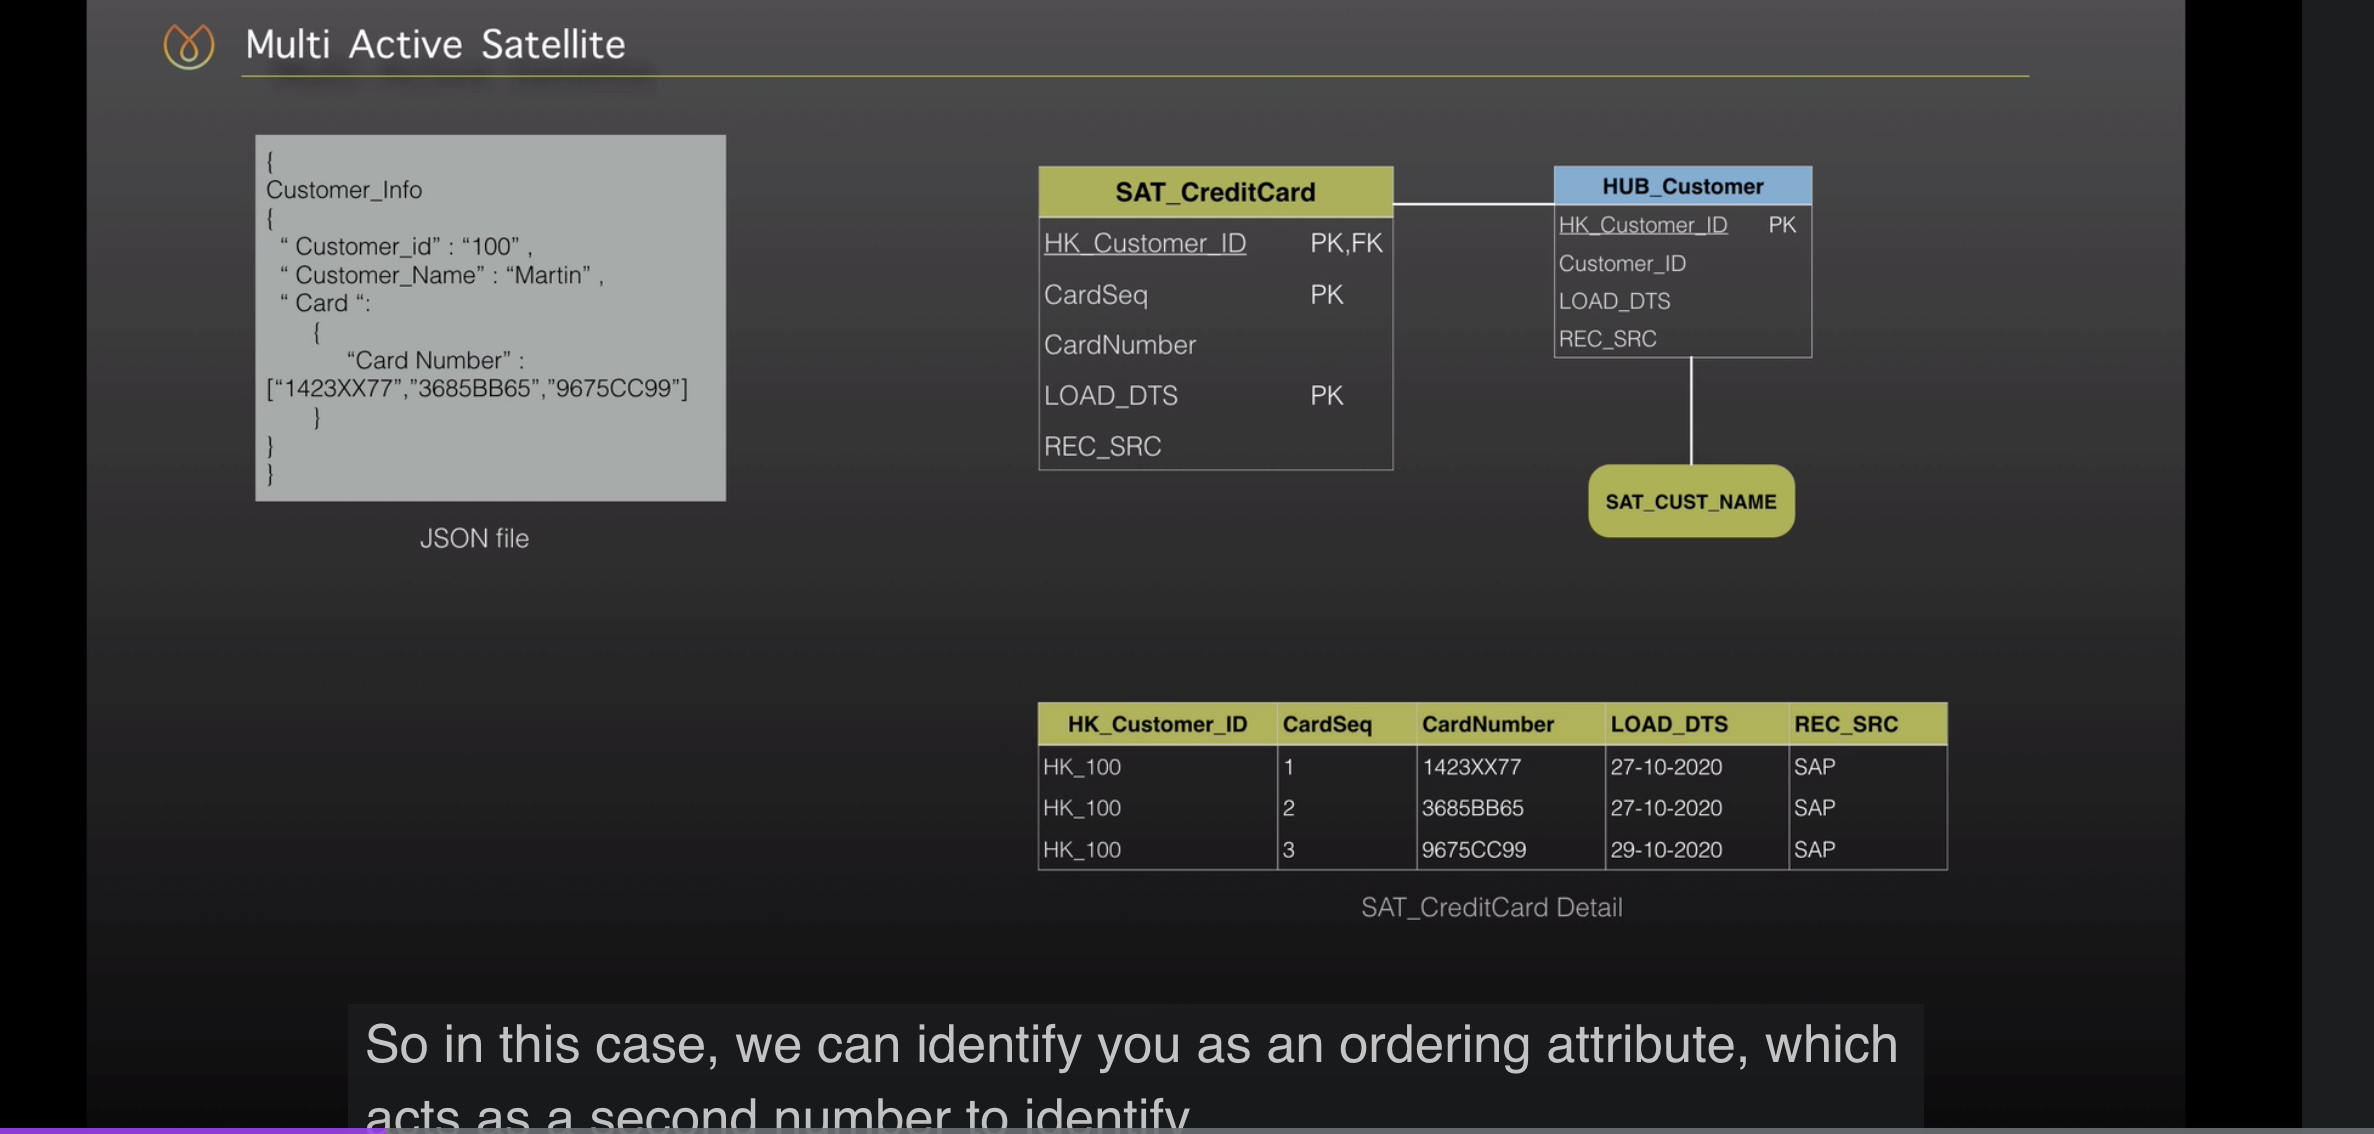 Multi Active Satellite
{
Customer_Info
{
“ Customer_id” : “100” ,
“ Customer_Name” : “Martin” ,
“ Card “:
{
“Card Number” :
[“1423XX77”,”3685BB65”,”9675CC99”]
}
}
}
JSON file
SAT_CreditCard
HK_Customer_ID PK,FK
CardSeq PK
CardNumber
LOAD_DTS PK
REC_SRC
HUB_Customer
HK_Customer_ID PK
Customer_ID
LOAD_DTS
REC_SRC
SAT_CUST_NAME
HK_Customer_ID CardSeq CardNumber LOAD_DTS REC_SRC
HK_100 1 1423XX77 27-10-2020 SAP
HK_100 2 3685BB65 27-10-2020 SAP
HK_100 3 9675CC99 29-10-2020 SAP
SAT_CreditCard Detail
So in this case, we can identify you as an ordering attribute, which
acts as a second number to identify